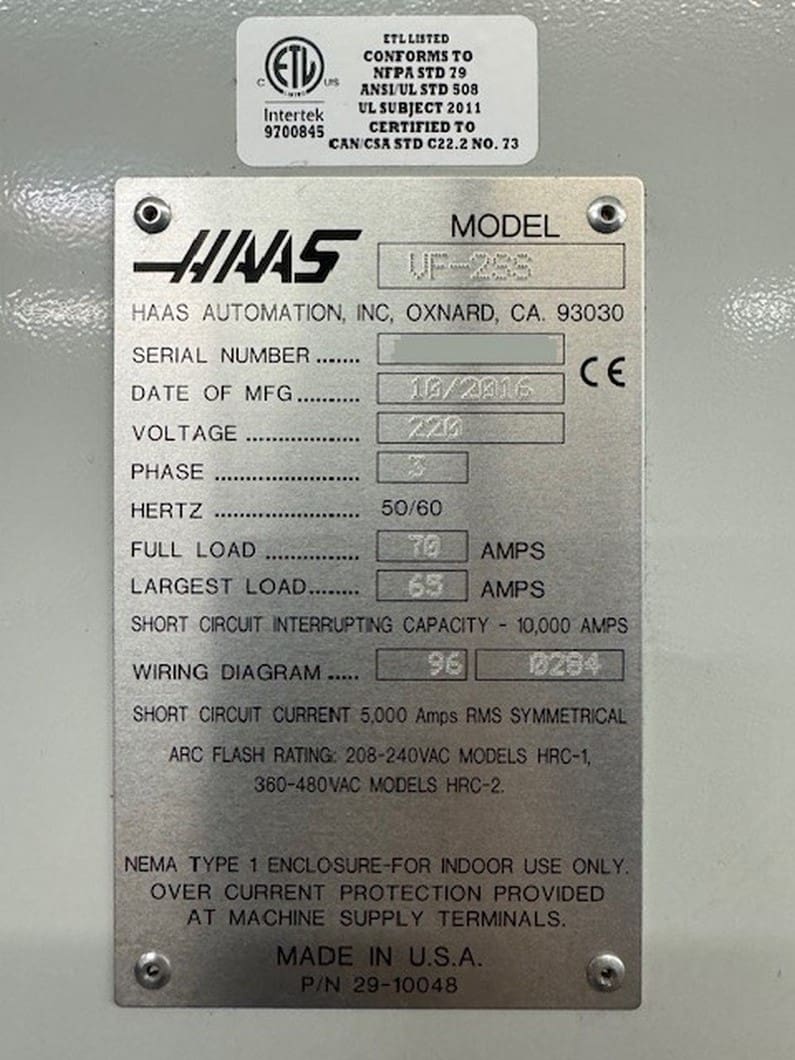 ETL LISTED
CONFORMS TO
NFPA STD 79
ANSI/UL STD 508
UL SUBJECT 2011
CERTIFIED TO
CAN/CSA STD C22.2 NO. 73
C ETL US
LISTED
Intertek
9700845
HAAS
MODEL
VF-2SS
HAAS AUTOMATION, INC, OXNARD, CA. 93030
SERIAL NUMBER .......
CE
DATE OF MFG.......... 10/2016
VOLTAGE .................. 220
PHASE ....................... 3
HERTZ ....................... 50/60
FULL LOAD ............... 70 AMPS
LARGEST LOAD........ 65 AMPS
SHORT CIRCUIT INTERRUPTING CAPACITY - 10,000 AMPS
WIRING DIAGRAM ..... 96 0284
SHORT CIRCUIT CURRENT 5,000 Amps RMS SYMMETRICAL
ARC FLASH RATING: 208-240VAC MODELS HRC-1,
360-480VAC MODELS HRC-2.
NEMA TYPE 1 ENCLOSURE-FOR INDOOR USE ONLY.
OVER CURRENT PROTECTION PROVIDED
AT MACHINE SUPPLY TERMINALS.
MADE IN U.S.A.
P/N 29-10048